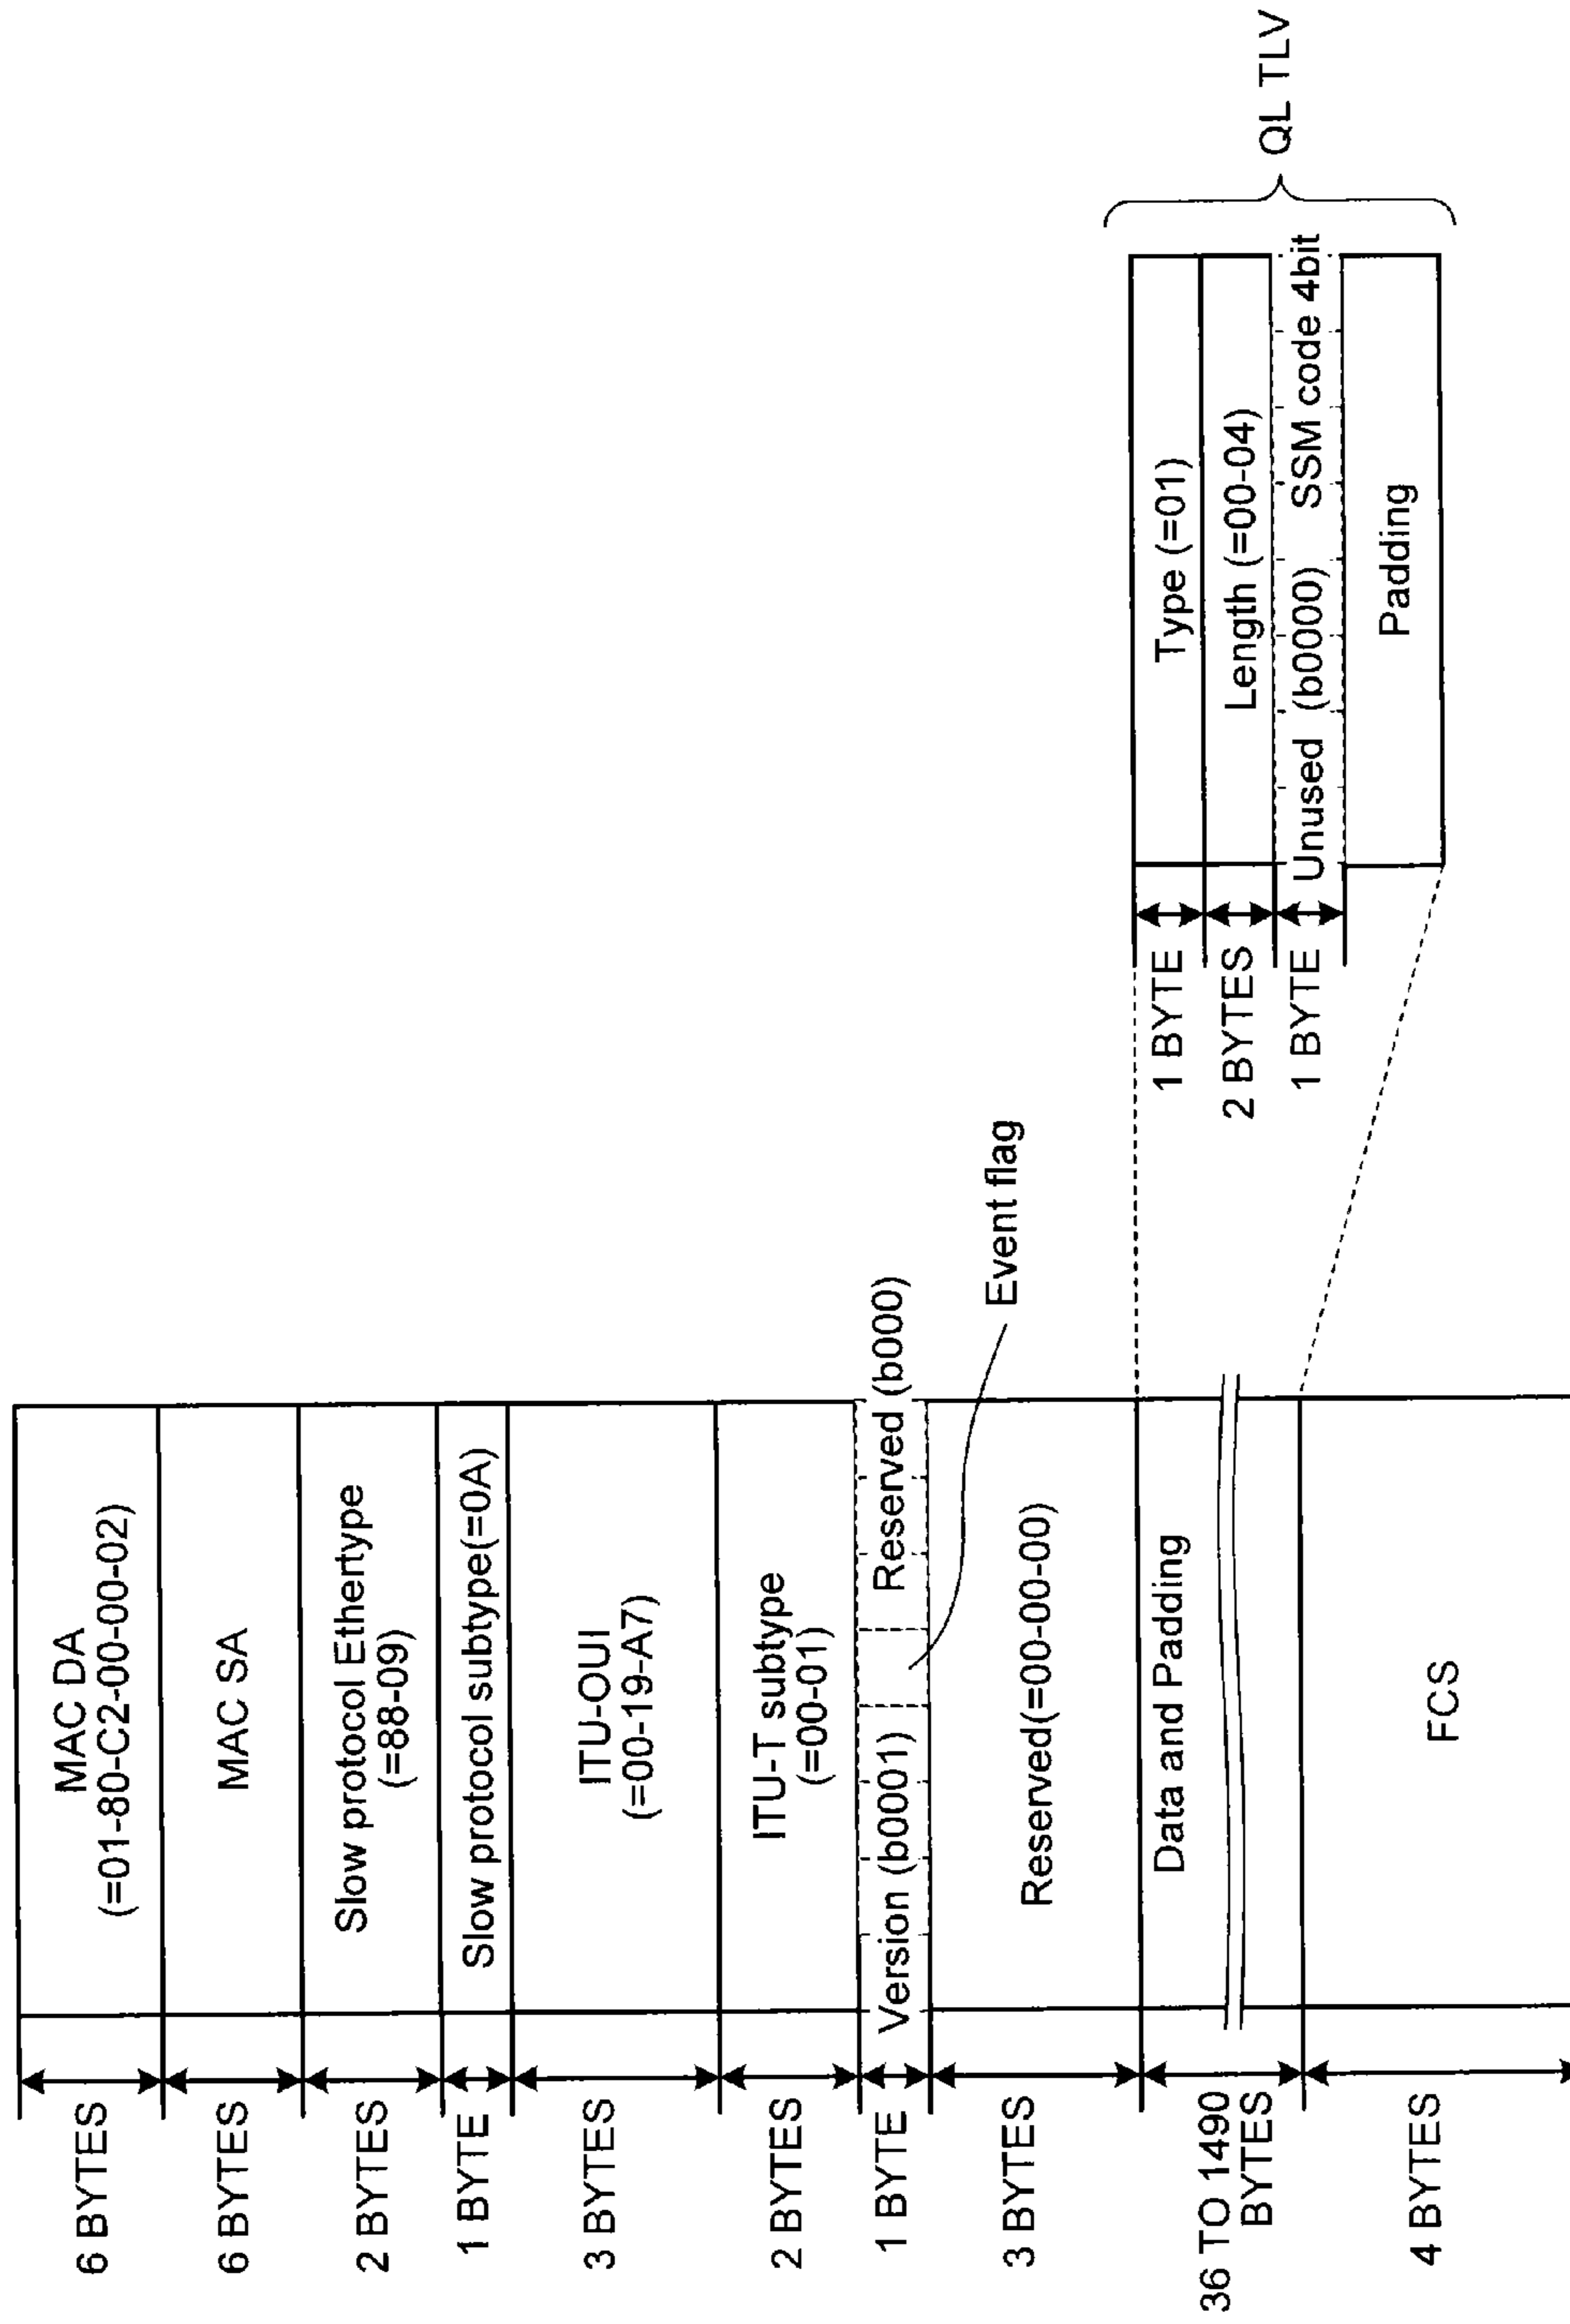 6 BYTES
MAC DA
(=01-80-C2-00-00-02)
6 BYTES
MAC SA
2 BYTES
Slow protocol Ethertype
(=88-09)
1 BYTE
Slow protocol subtype(=0A)
3 BYTES
ITU-OUI
(=00-19-A7)
2 BYTES
ITU-T subtype
(=00-01)
1 BYTE
Version (b0001)
Reserved (b000)
Event flag
3 BYTES
Reserved(=00-00-00)
36 TO 1490
BYTES
Data and Padding
4 BYTES
FCS
1 BYTE
Type (=01)
2 BYTES
Length (=00-04)
1 BYTE
Unused (b0000)
SSM code 4bit
Padding
QL TLV